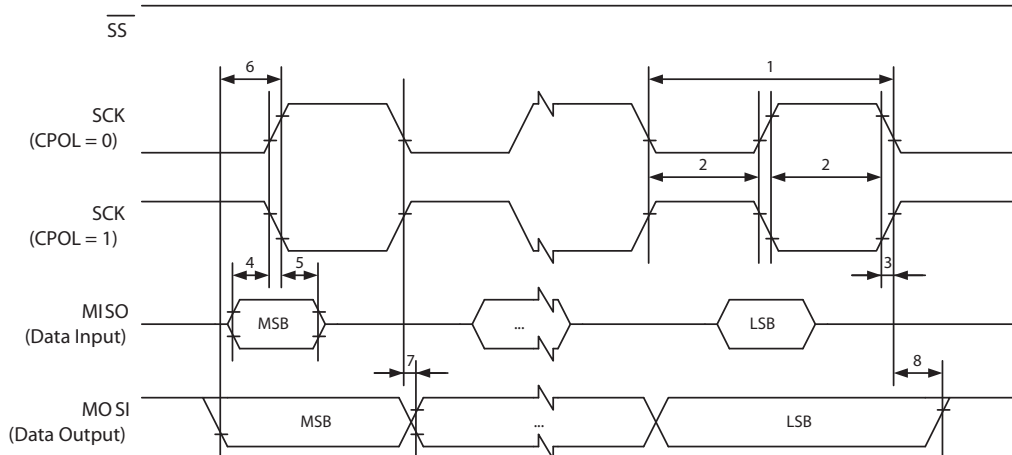 SS
6
1
SCK
(CPOL = 0)
2
2
SCK
(CPOL = 1)
4
5
3
MISO
(Data Input)
MSB
...
LSB
7
8
MOSI
(Data Output)
MSB
...
LSB